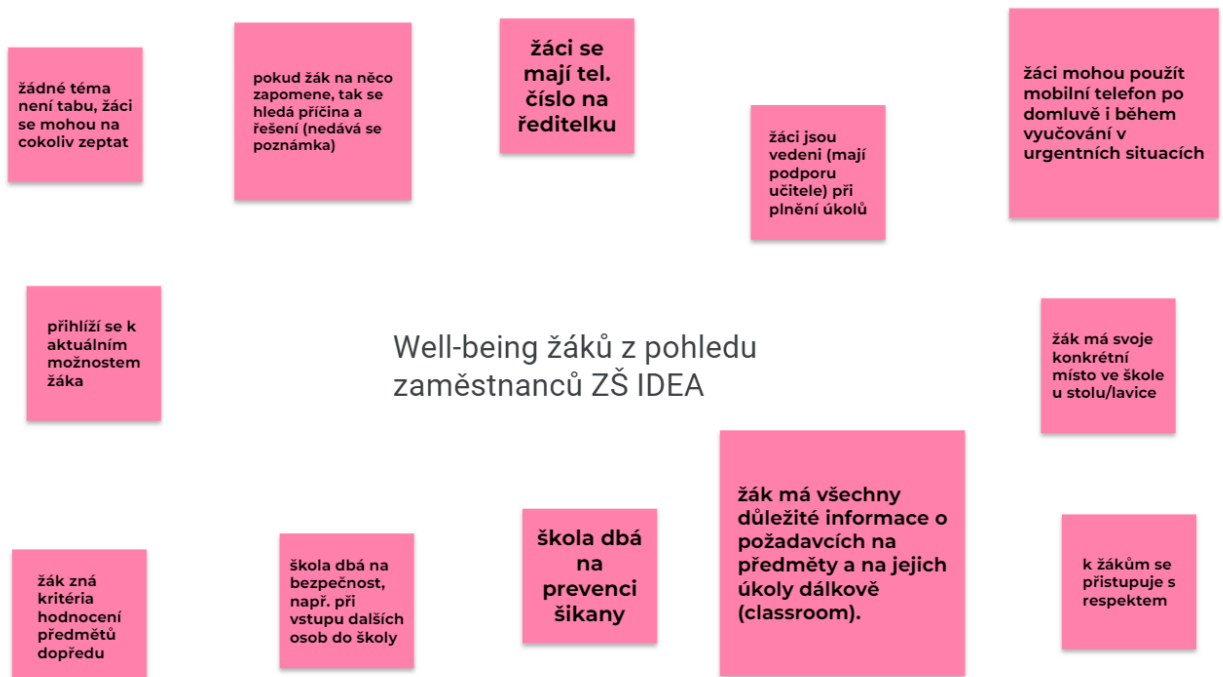 žádné téma
není tabu, žáci
se mohou na
cokoliv zeptat
pokud žák na něco
zapomene, tak se
hledá příčina a
řešení (nedává se
poznámka)
žáci se
mají tel.
číslo na
ředitelku
žáci jsou
vedeni (mají
podporu
učitele) při
plnění úkolů
žáci mohou použít
mobilní telefon po
domluvě i během
vyučování v
urgentních situacích
přihlíží se k
aktuálním
možnostem
žáka
Well-being žáků z pohledu
zaměstnanců ZŠ IDEA
žák má svoje
konkrétní
místo ve škole
u stolu/lavice
žák zná
kritéria
hodnocení
předmětů
dopředu
škola dbá na
bezpečnost,
např. při
vstupu dalších
osob do školy
škola dbá
na
prevenci
šikany
žák má všechny
důležité informace o
požadavcích na
předměty a na jejich
úkoly dálkově
(classroom).
k žákům se
přistupuje s
respektem